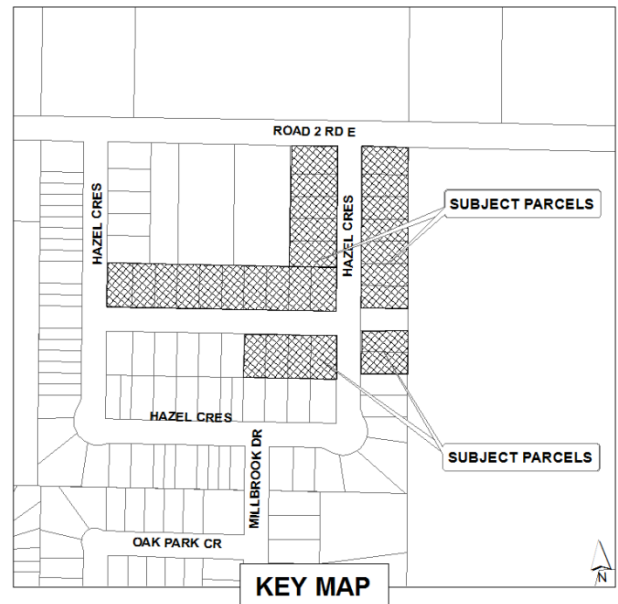 ROAD 2 RD E
HAZEL CRES
HAZEL CRES
SUBJECT PARCELS
HAZEL CRES
MILLBROOK DR
SUBJECT PARCELS
OAK PARK CR
KEY MAP
N